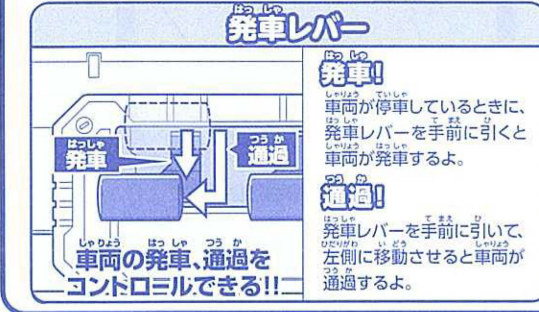 発車レバー
発車
通過
車両の発車、通過を
コントロールできる!!
発車!
車両が停車しているときに、
発車レバーを手前に引くと
車両が発車するよ。
通過!
発車レバーを手前に引いて、
左側に移動させると車両が
通過するよ。